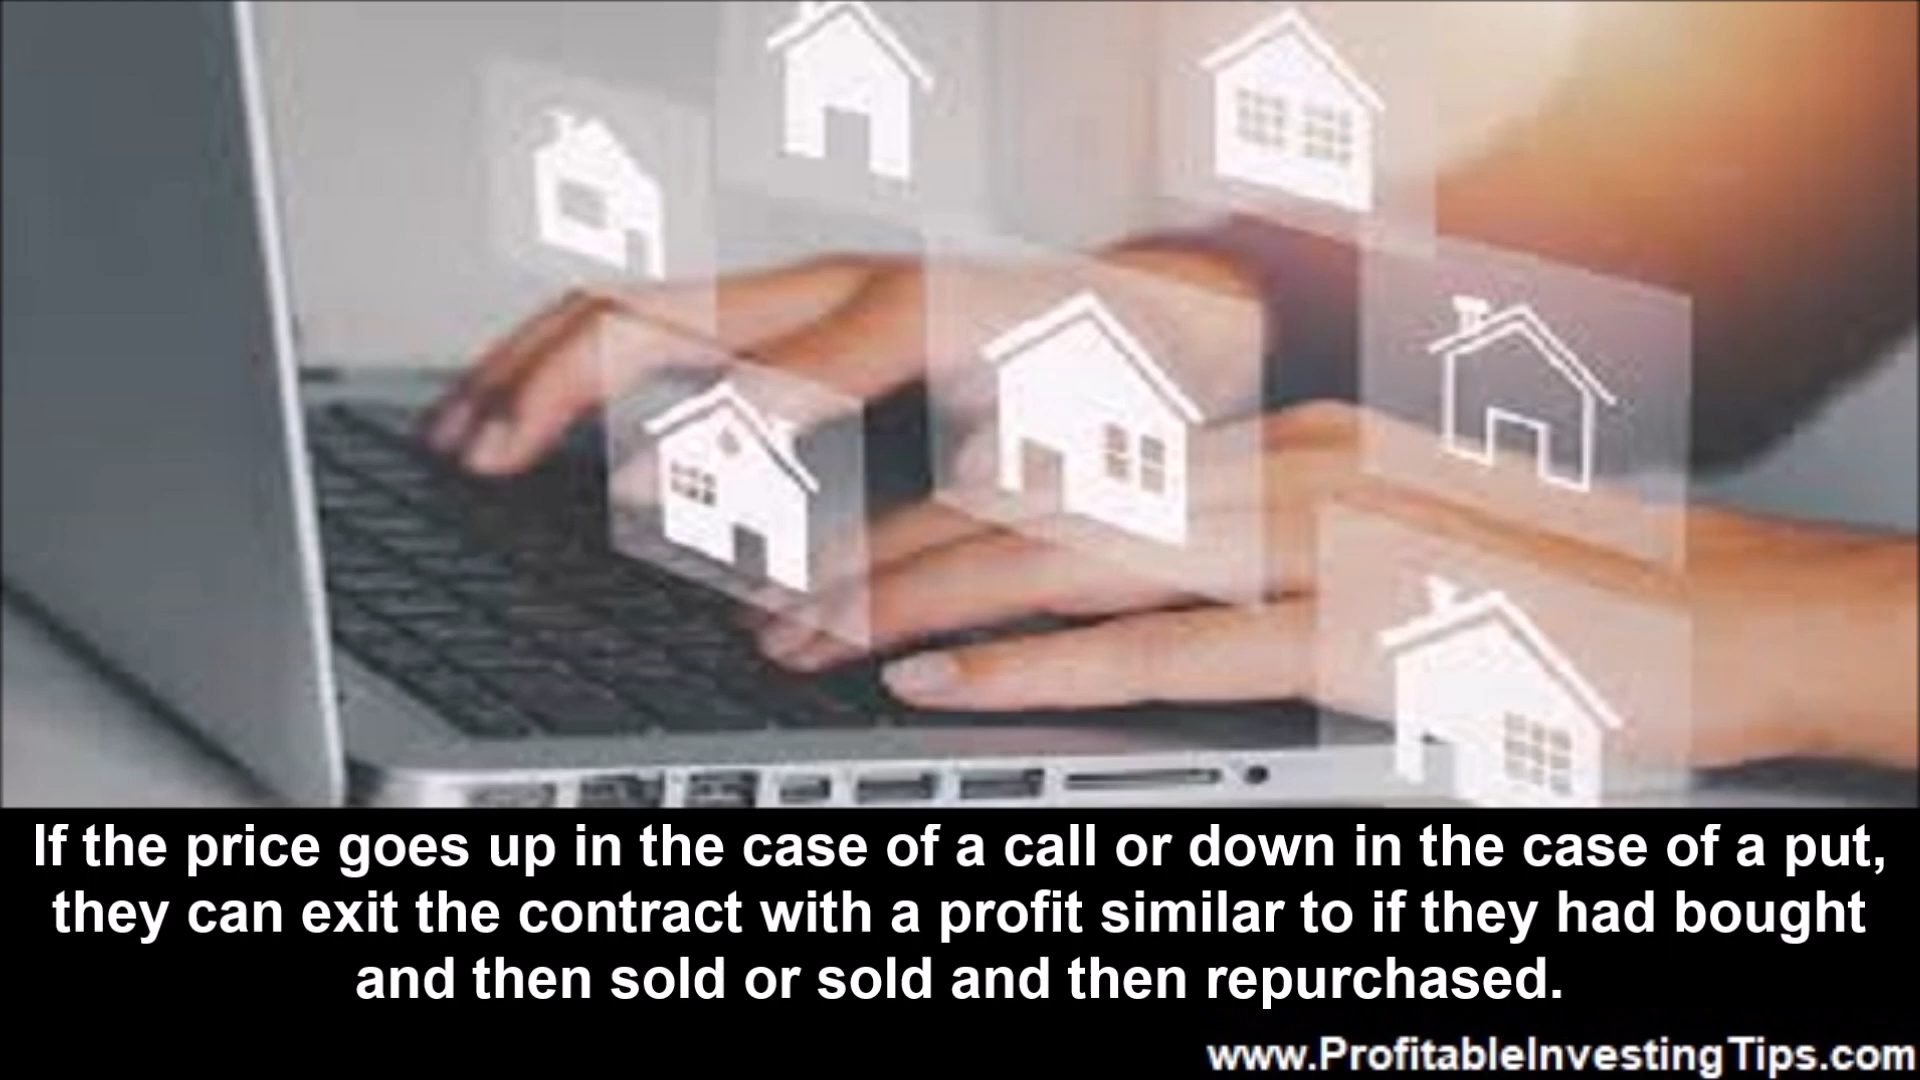 If the price goes up in the case of a call or down in the case of a put,
they can exit the contract with a profit similar to if they had bought
and then sold or sold and then repurchased.
www.ProfitableInvestingTips.com